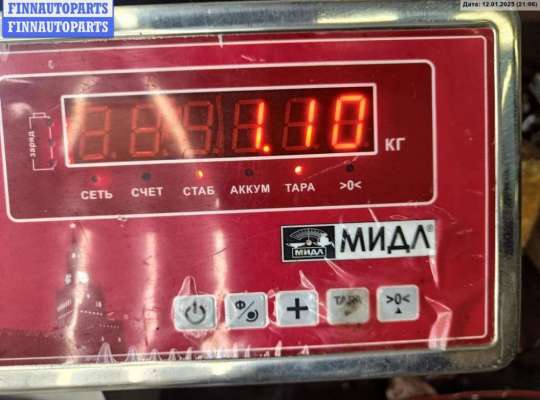 FINNAUTOPARTS
FINNAUTOPARTS
FINNAUTOPARTS
Дата: 12.01.2025 (21:06)
заряд
1.10
КГ
СЕТЬ СЧЕТ СТАБ АККУМ ТАРА >0<
МИДЛ МИДЛ®
Ф + ТАРА >0<